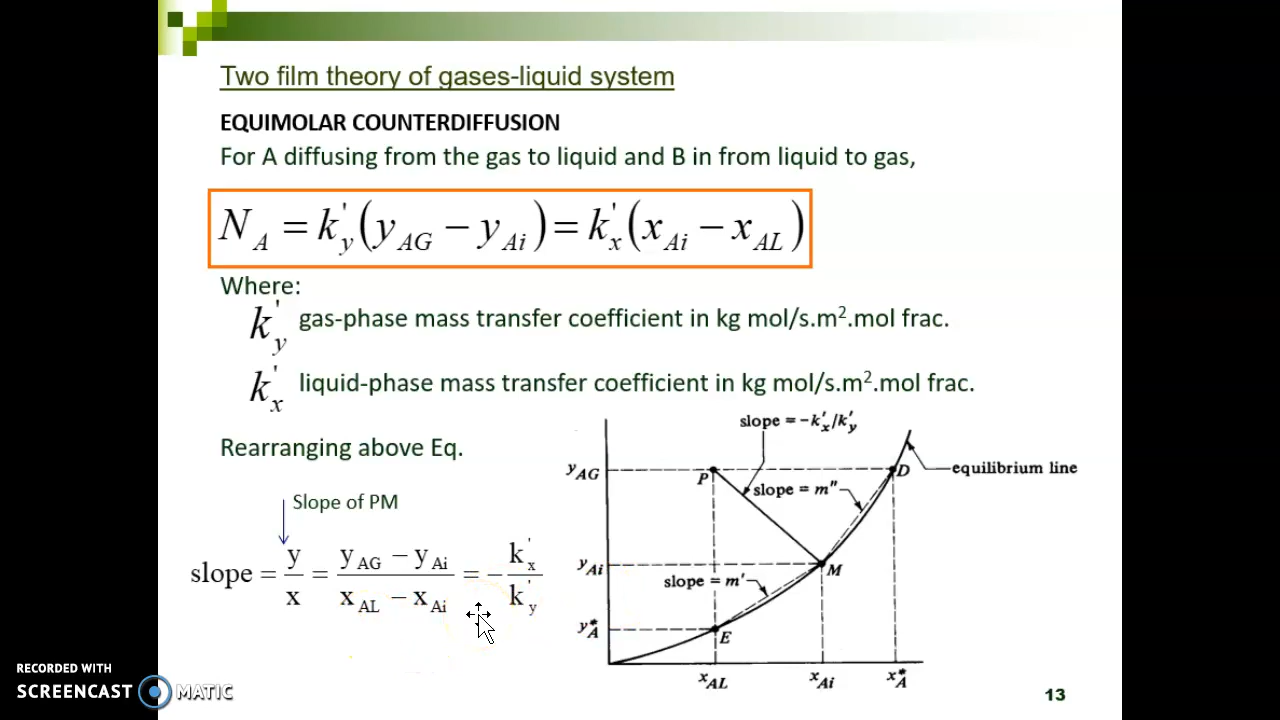 Two film theory of gases-liquid system
EQUIMOLAR COUNTERDIFFUSION
For A diffusing from the gas to liquid and B in from liquid to gas,
N_A = k'_y (y_AG − y_Ai) = k'_x (x_Ai − x_AL)
Where:
k'_y gas-phase mass transfer coefficient in kg mol/s.m².mol frac.
k'_x liquid-phase mass transfer coefficient in kg mol/s.m².mol frac.
Rearranging above Eq.
Slope of PM
slope = y/x = (y_AG − y_Ai)/(x_AL − x_Ai) = − k'_x/k'_y
slope = −k'_x/k'_y
y_AG
P
D
equilibrium line
slope = m″
y_Ai
M
slope = m′
y*_A
E
x_AL
x_Ai
x*_A
RECORDED WITH
SCREENCAST MATIC
13